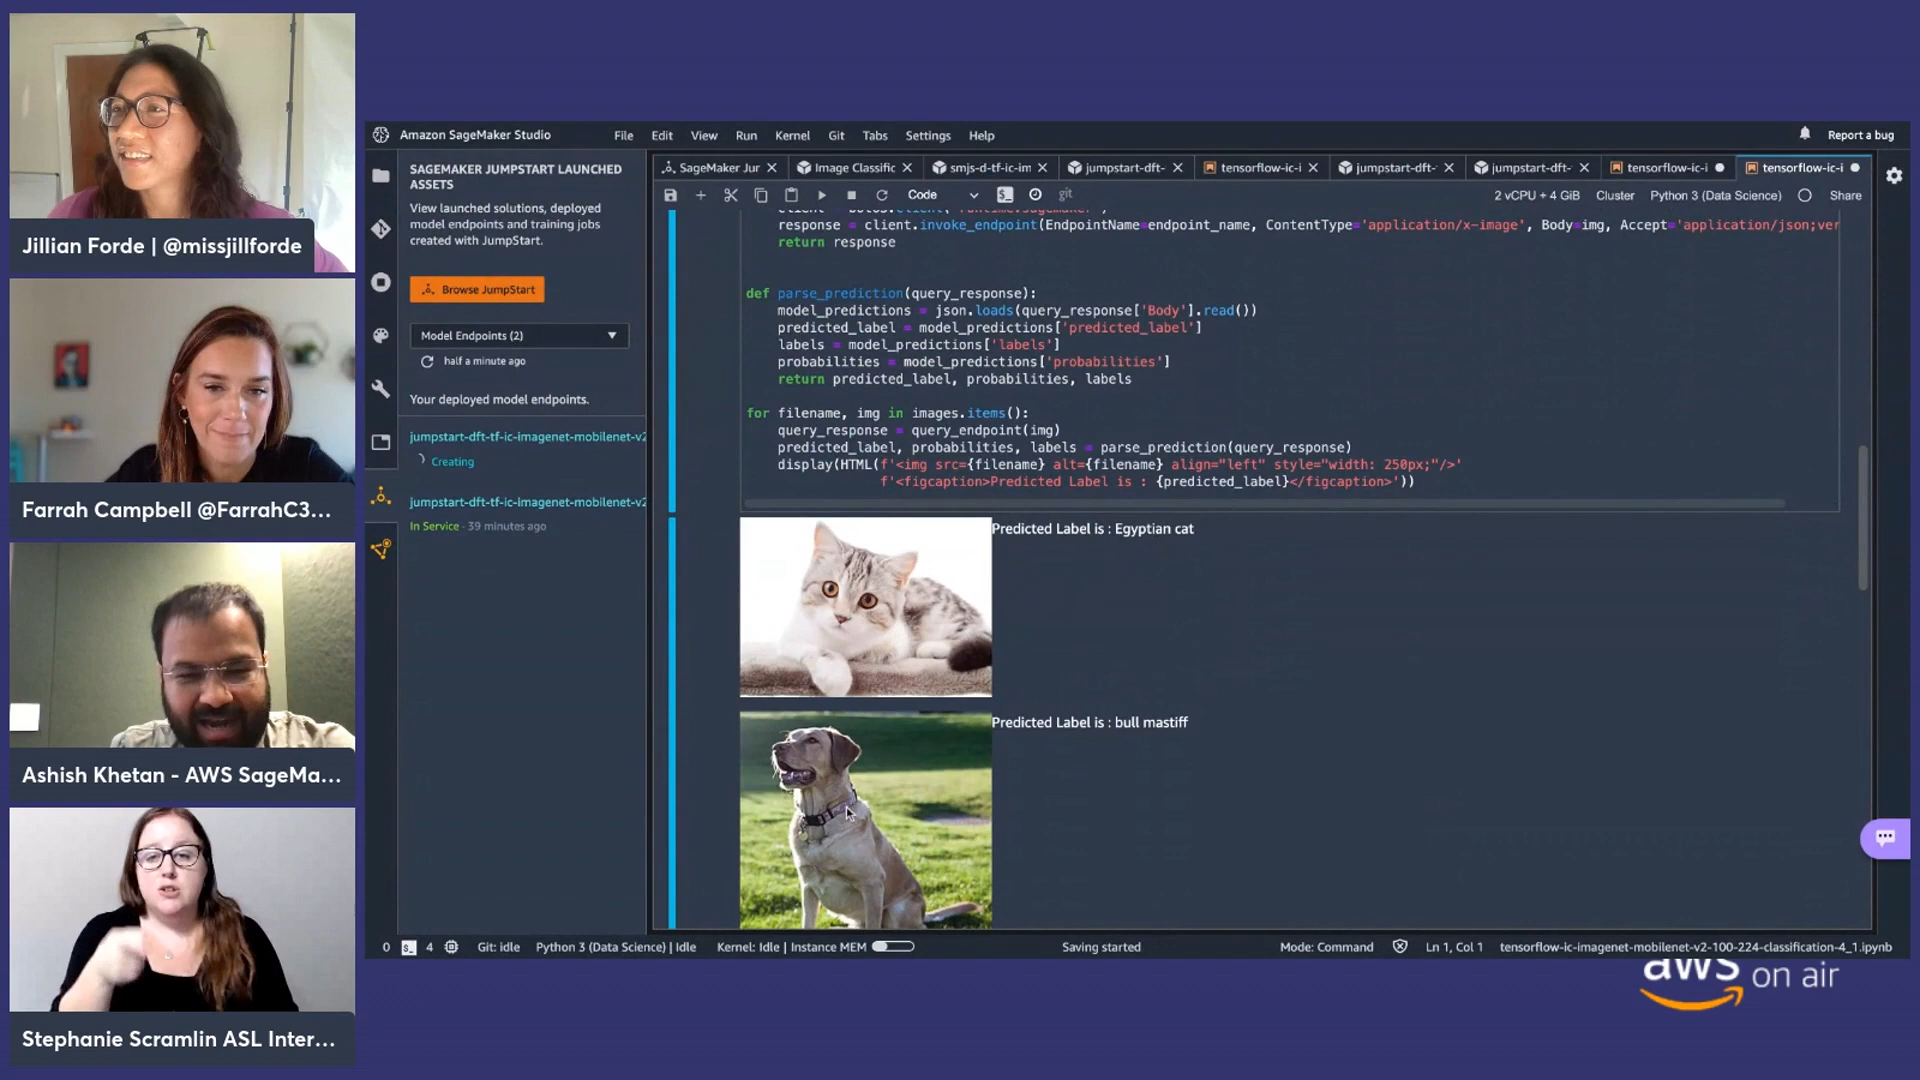 Jillian Forde | @missjillforde
Farrah Campbell @FarrahC3...
Ashish Khetan - AWS SageMa...
Stephanie Scramlin ASL Inter...
Amazon SageMaker Studio
File Edit View Run Kernel Git Tabs Settings Help
Report a bug
SAGEMAKER JUMPSTART LAUNCHED
ASSETS
View launched solutions, deployed
model endpoints and training jobs
created with JumpStart.
Browse JumpStart
Model Endpoints (2)
half a minute ago
Your deployed model endpoints.
jumpstart-dft-tf-ic-imagenet-mobilenet-v2
Creating
jumpstart-dft-tf-ic-imagenet-mobilenet-v2
In Service - 39 minutes ago
SageMaker Jur
Image Classific
smjs-d-tf-ic-im
jumpstart-dft-
tensorflow-ic-i
jumpstart-dft-
jumpstart-dft-
tensorflow-ic-i
tensorflow-ic-i
Code
git
2 vCPU + 4 GiB Cluster Python 3 (Data Science) Share
response = client.invoke_endpoint(EndpointName=endpoint_name, ContentType='application/x-image', Body=img, Accept='application/json;ver
return response
def parse_prediction(query_response):
model_predictions = json.loads(query_response['Body'].read())
predicted_label = model_predictions['predicted_label']
labels = model_predictions['labels']
probabilities = model_predictions['probabilities']
return predicted_label, probabilities, labels
for filename, img in images.items():
query_response = query_endpoint(img)
predicted_label, probabilities, labels = parse_prediction(query_response)
display(HTML(f'<img src={filename} alt={filename} align="left" style="width: 250px;"/>'
f'<figcaption>Predicted Label is : {predicted_label}</figcaption>'))
Predicted Label is : Egyptian cat
Predicted Label is : bull mastiff
0 4 Git: idle Python 3 (Data Science) | Idle Kernel: Idle | Instance MEM Saving started Mode: Command Ln 1, Col 1 tensorflow-ic-imagenet-mobilenet-v2-100-224-classification-4_1.ipynb
aws on air